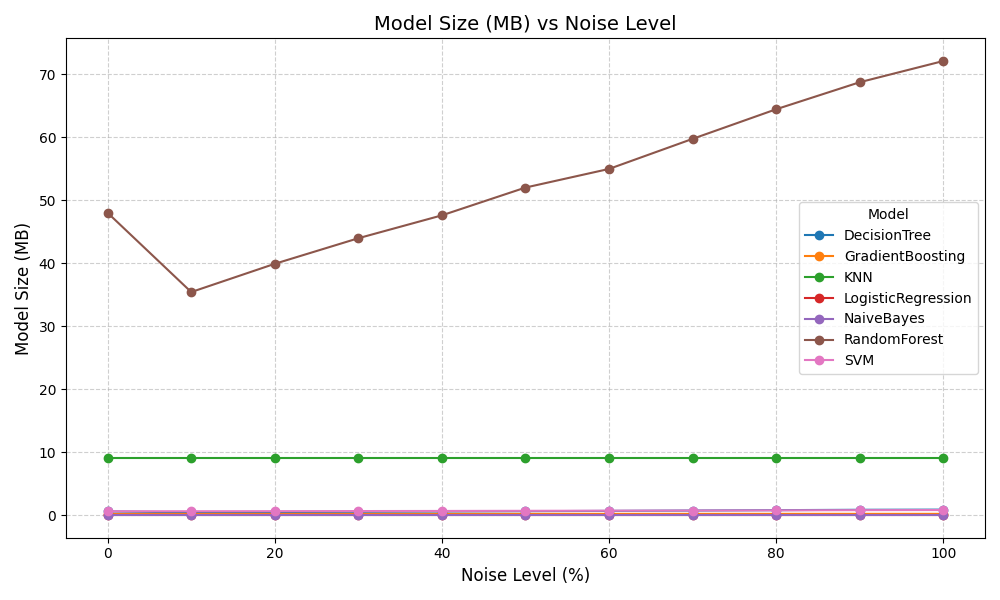 Model Size (MB) vs Noise Level
Model Size (MB)
70
60
50
40
30
20
10
0
Model
DecisionTree
GradientBoosting
KNN
LogisticRegression
NaiveBayes
RandomForest
SVM
0 20 40 60 80 100
Noise Level (%)